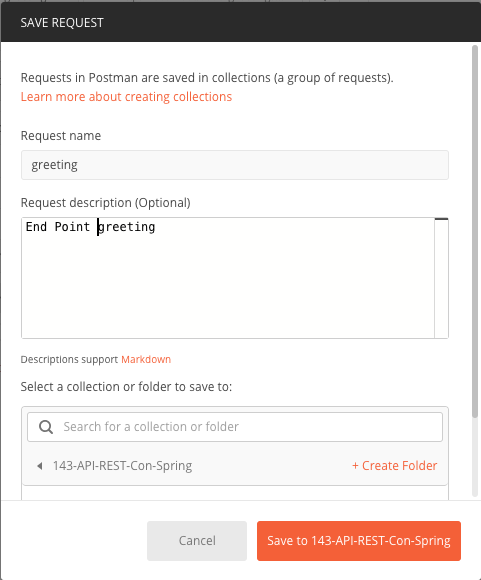 SAVE REQUEST
Requests in Postman are saved in collections (a group of requests).
Learn more about creating collections
Request name
greeting
Request description (Optional)
End Point greeting
Descriptions support Markdown
Select a collection or folder to save to:
Search for a collection or folder
143-API-REST-Con-Spring
+ Create Folder
Cancel
Save to 143-API-REST-Con-Spring